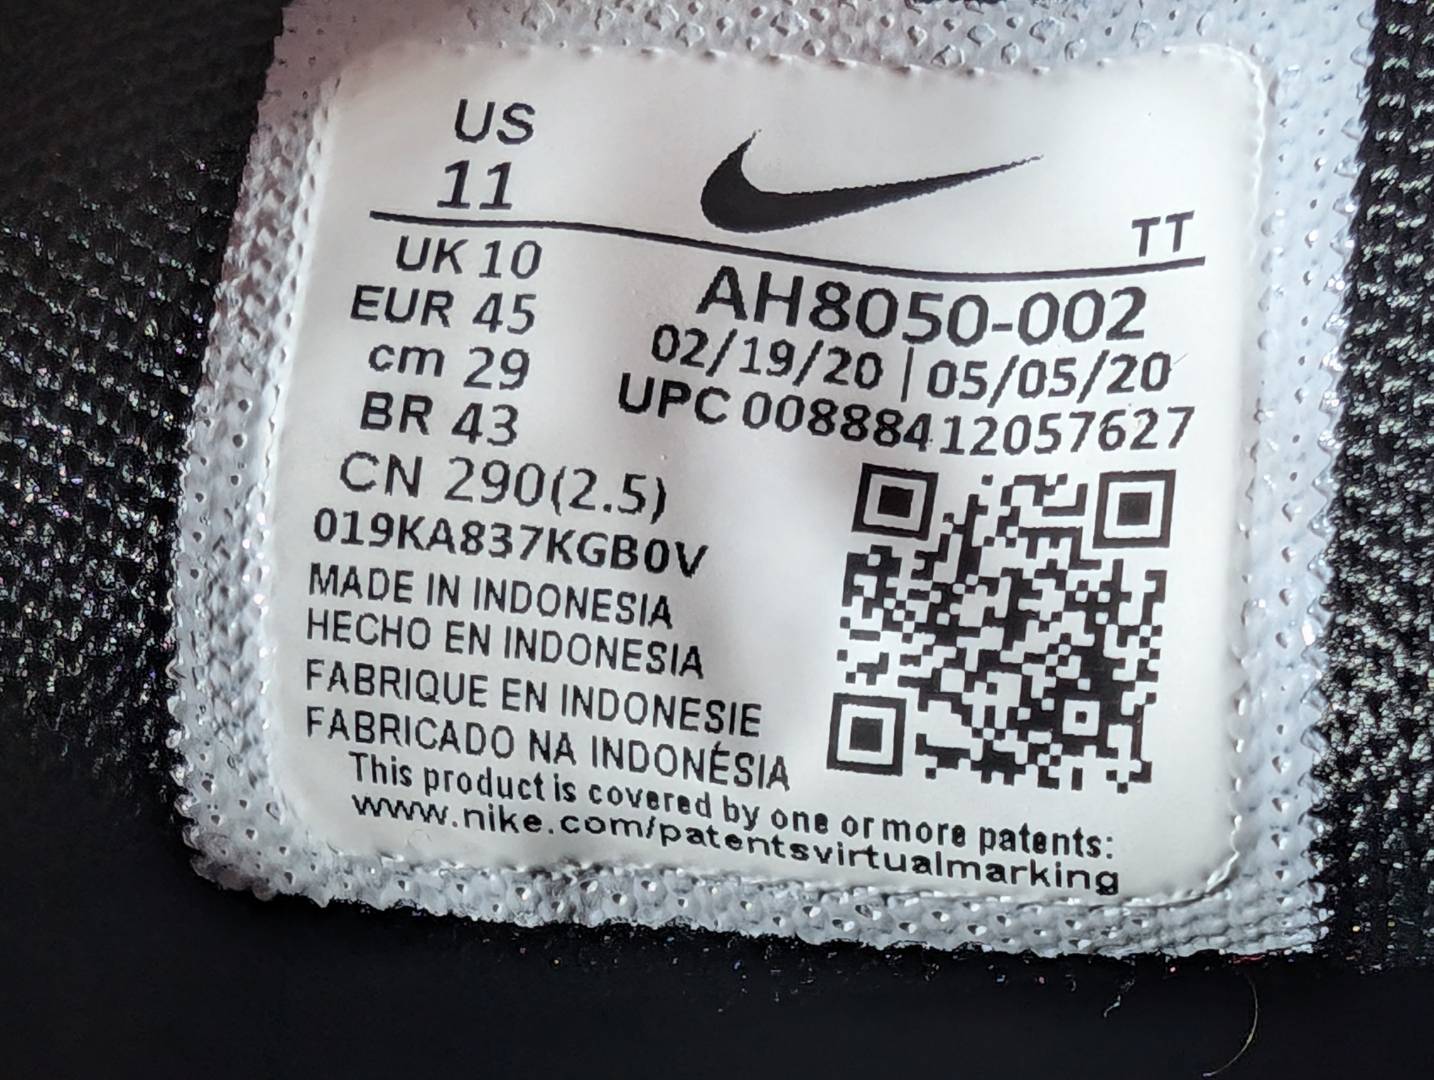 US
11
TT
UK 10
EUR 45
cm 29
BR 43
CN 290(2.5)
AH8050-002
02/19/20 | 05/05/20
UPC 00888412057627
019KA837KGB0V
MADE IN INDONESIA
HECHO EN INDONESIA
FABRIQUE EN INDONESIE
FABRICADO NA INDONÉSIA
This product is covered by one or more patents:
www.nike.com/patentsvirtualmarking